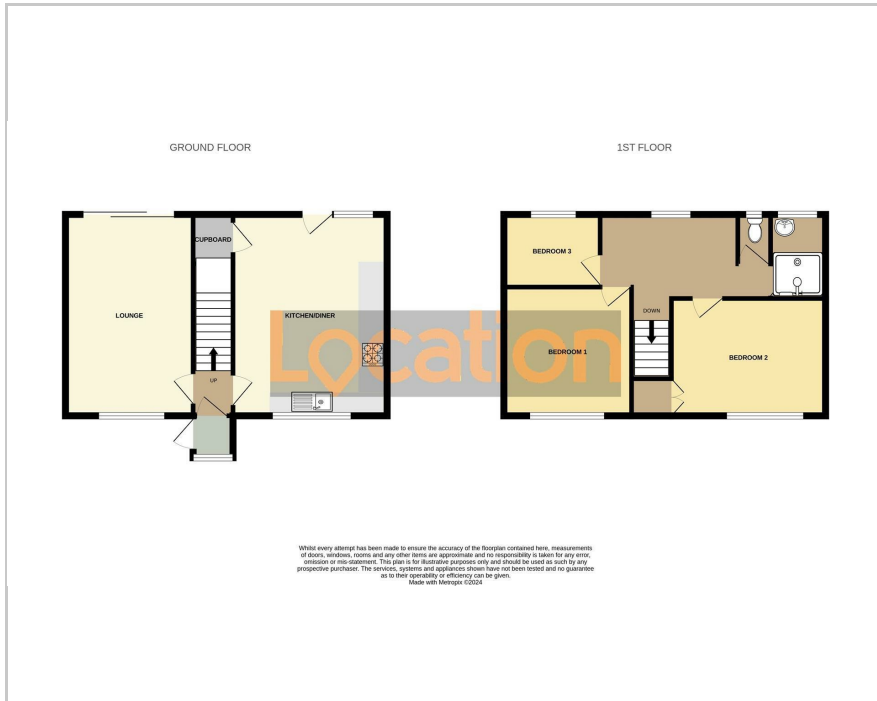 GROUND FLOOR
1ST FLOOR
CUPBOARD
LOUNGE
KITCHEN/DINER
UP
BEDROOM 3
DOWN
BEDROOM 1
BEDROOM 2
Location
Whilst every attempt has been made to ensure the accuracy of the floorplan contained here, measurements
of doors, windows, rooms and any other items are approximate and no responsibility is taken for any error,
omission or mis-statement. This plan is for illustrative purposes only and should be used as such by any
prospective purchaser. The services, systems and appliances shown have not been tested and no guarantee
as to their operability or efficiency can be given.
Made with Metropix ©2024